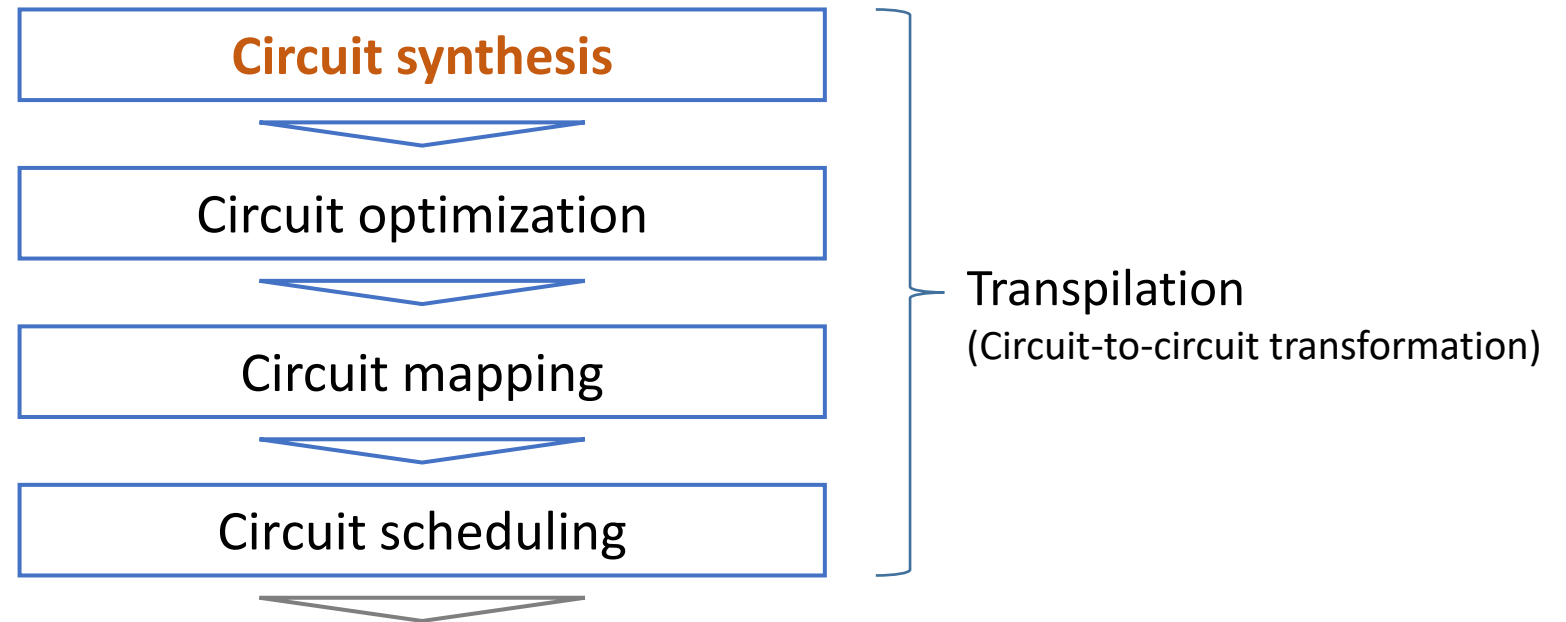 Circuit synthesis
Circuit optimization
Circuit mapping
Circuit scheduling
Transpilation
(Circuit-to-circuit transformation)